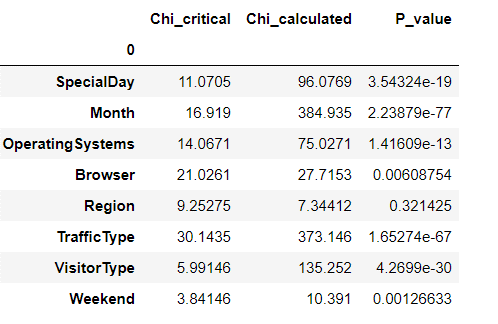 Chi_critical Chi_calculated P_value
0
SpecialDay 11.0705 96.0769 3.54324e-19
Month 16.919 384.935 2.23879e-77
OperatingSystems 14.0671 75.0271 1.41609e-13
Browser 21.0261 27.7153 0.00608754
Region 9.25275 7.34412 0.321425
TrafficType 30.1435 373.146 1.65274e-67
VisitorType 5.99146 135.252 4.2699e-30
Weekend 3.84146 10.391 0.00126633